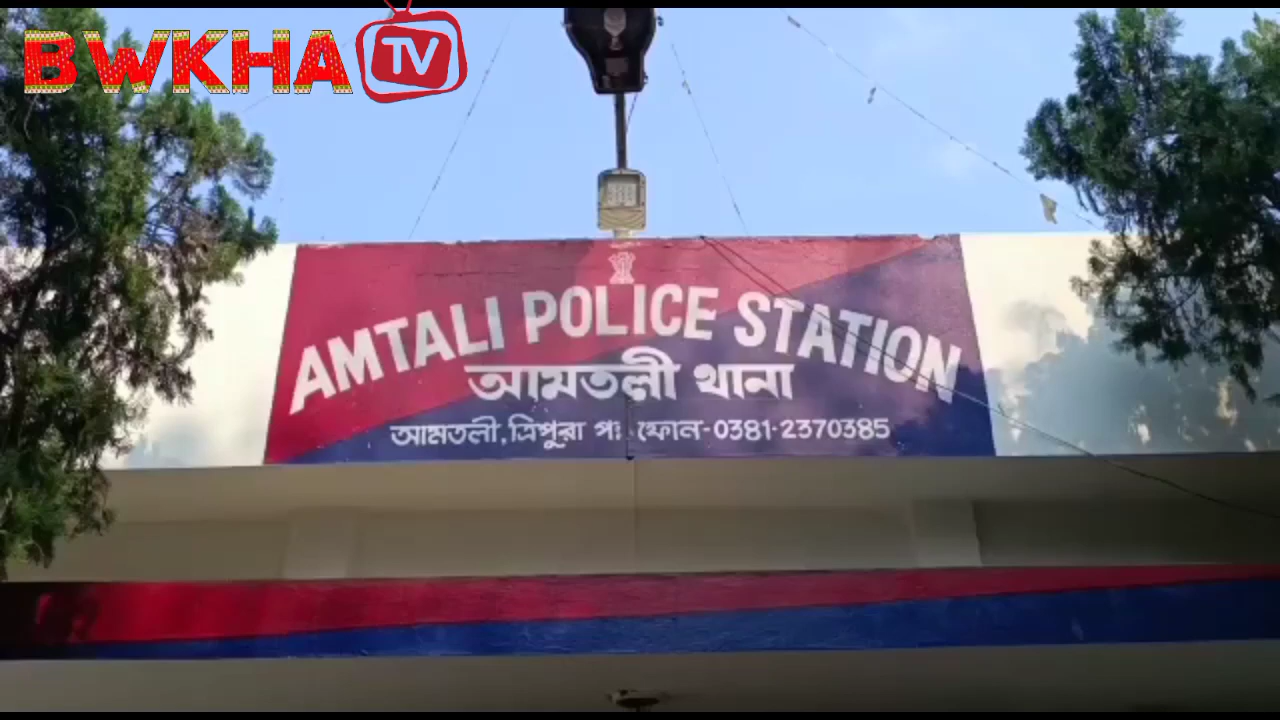 BWKHA TV
AMTALI POLICE STATION
আমতলী থানা
আমতলী, ত্রিপুরা ফোন-0381-2370385